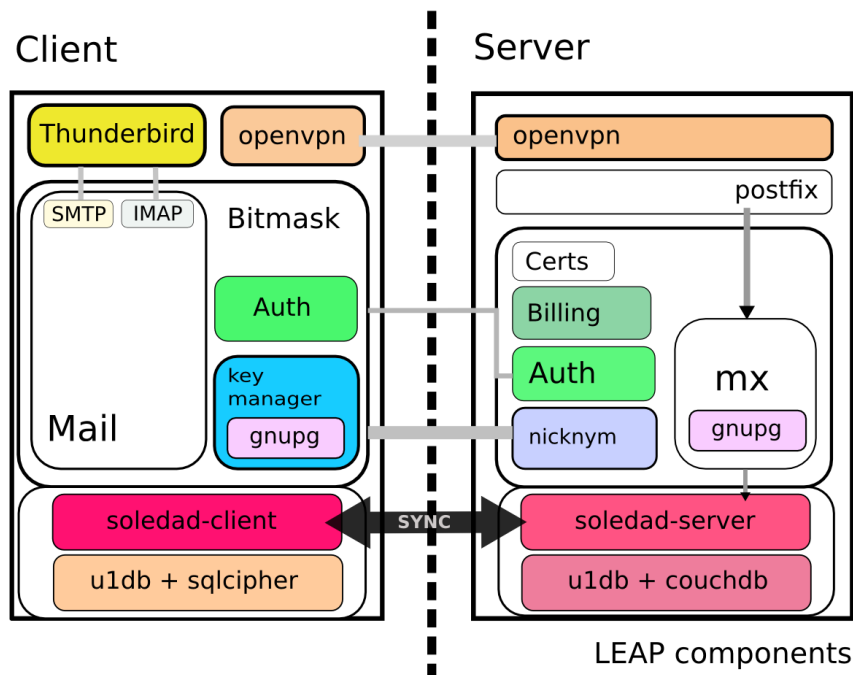 Client
Server
Thunderbird
openvpn
openvpn
postfix
SMTP
IMAP
Bitmask
Certs
Billing
Auth
Auth
key
manager
gnupg
Mail
nicknym
mx
gnupg
soledad-client
SYNC
soledad-server
u1db + sqlcipher
u1db + couchdb
LEAP components